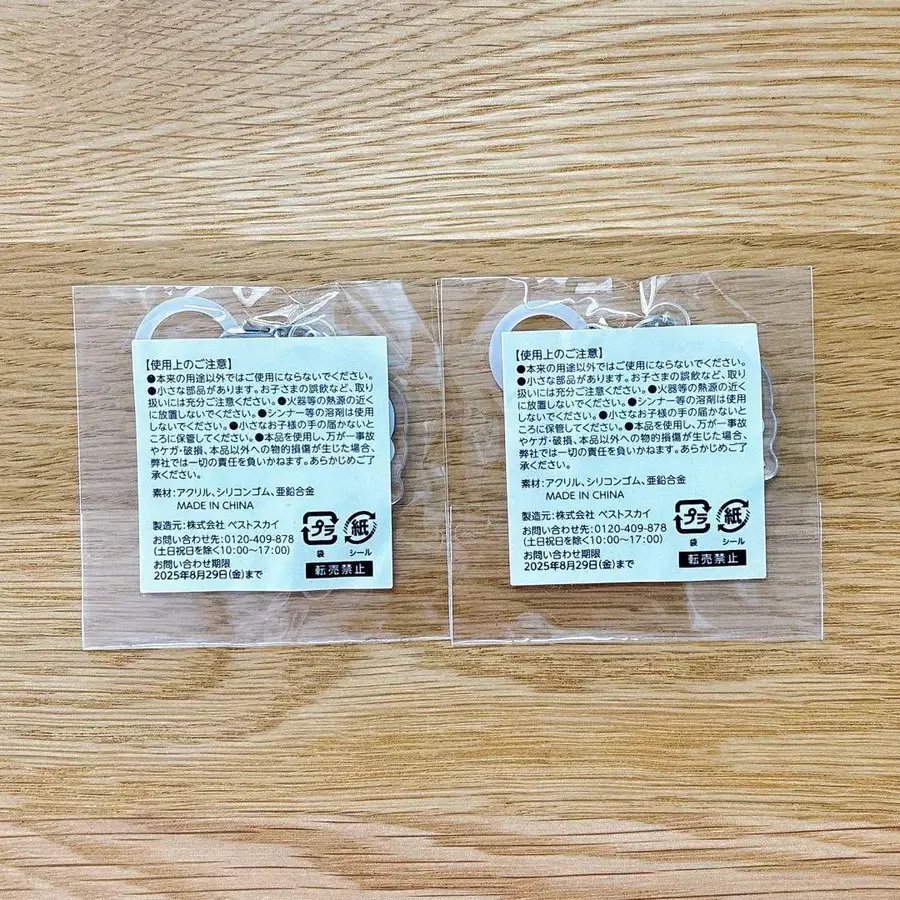 【使用上のご注意】
●本来の用途以外ではご使用にならないでください。
●小さな部品があります。お子さまの誤飲など、取り
扱いには充分ご注意ください。●火器等の熱源の近く
に放置しないでください。●シンナー等の溶剤は使用
しないでください。●小さなお子様の手の届かないと
ころに保管してください。●本品を使用し、万が一事故
やケガ・破損、本品以外への物的損傷が生じた場合、
弊社では一切の責任を負いかねます。あらかじめご了
承ください。
素材:アクリル、シリコンゴム、亜鉛合金
MADE IN CHINA
製造元:株式会社 ベストスカイ
お問い合わせ先:0120-409-878
(土日祝日を除く10:00〜17:00)
お問い合わせ期限
2025年8月29日(金)まで
プラ
袋
紙
シール
転売禁止
【使用上のご注意】
●本来の用途以外ではご使用にならないでください。
●小さな部品があります。お子さまの誤飲など、取り
扱いには充分ご注意ください。●火器等の熱源の近く
に放置しないでください。●シンナー等の溶剤は使用
しないでください。●小さなお子様の手の届かないと
ころに保管してください。●本品を使用し、万が一事故
やケガ・破損、本品以外への物的損傷が生じた場合、
弊社では一切の責任を負いかねます。あらかじめご了
承ください。
素材:アクリル、シリコンゴム、亜鉛合金
MADE IN CHINA
製造元:株式会社 ベストスカイ
お問い合わせ先:0120-409-878
(土日祝日を除く10:00〜17:00)
お問い合わせ期限
2025年8月29日(金)まで
プラ
袋
紙
シール
転売禁止